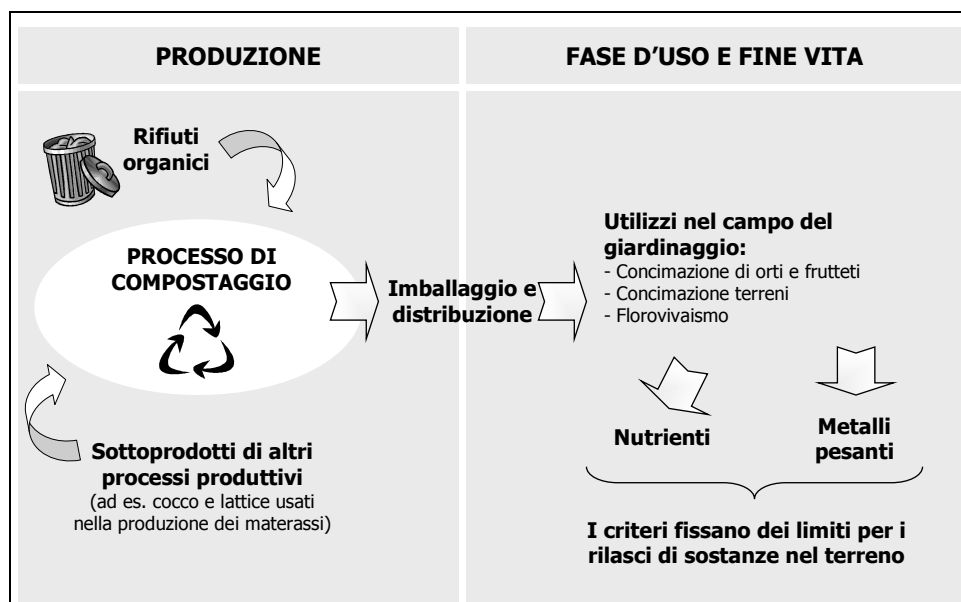 PRODUZIONE
FASE D’USO E FINE VITA
Rifiuti
organici
PROCESSO DI
COMPOSTAGGIO
Sottoprodotti di altri
processi produttivi
(ad es. cocco e lattice usati
nella produzione dei materassi)
Imballaggio e
distribuzione
Utilizzi nel campo del
giardinaggio:
- Concimazione di orti e frutteti
- Concimazione terreni
- Florovivaismo
Nutrienti
Metalli
pesanti
I criteri fissano dei limiti per i
rilasci di sostanze nel terreno